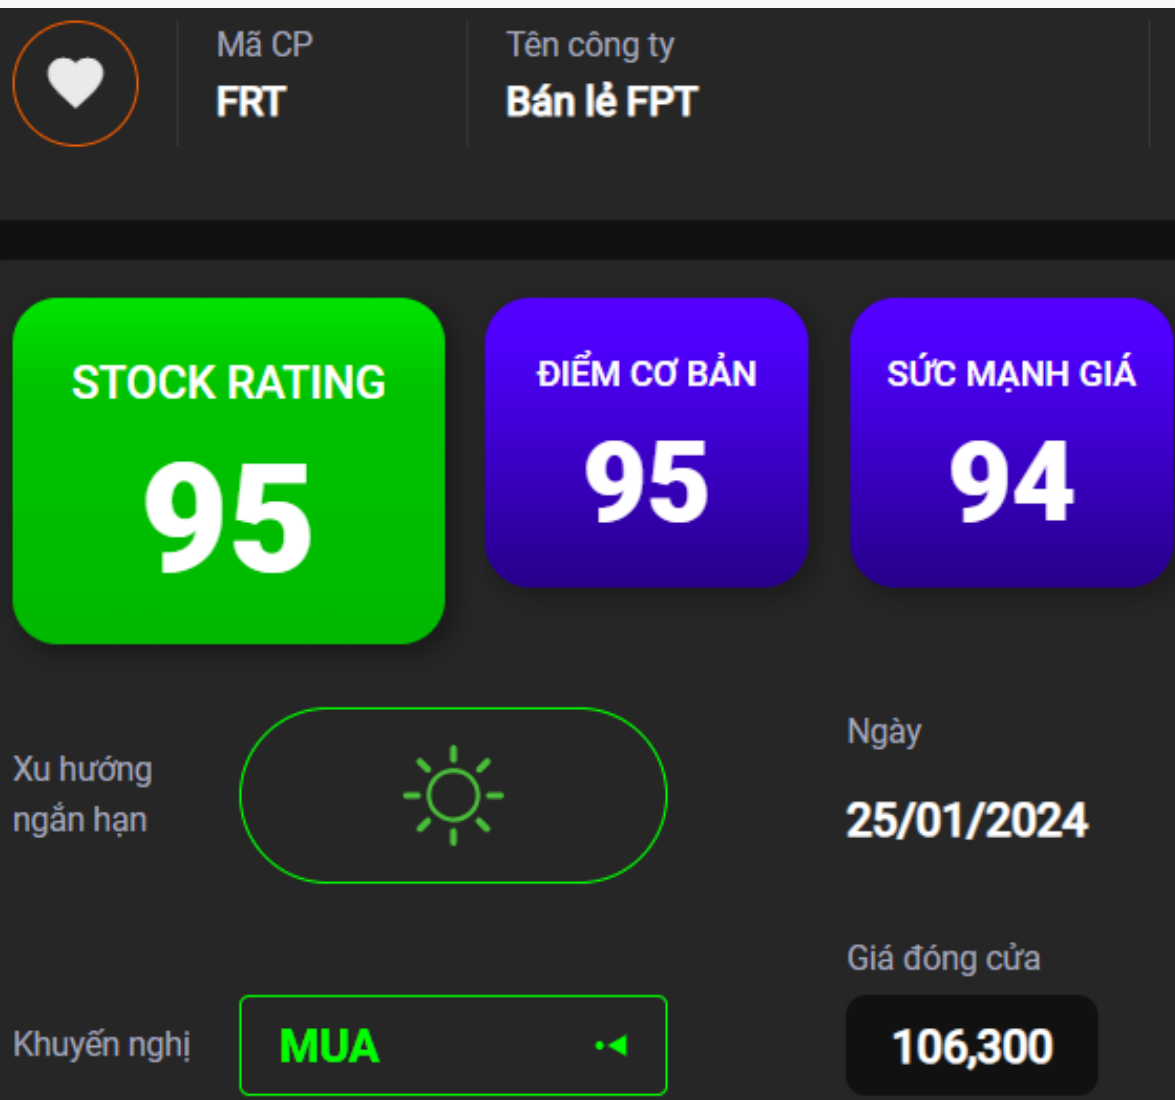 Mã CP
FRT
Tên công ty
Bán lẻ FPT
STOCK RATING
95
ĐIỂM CƠ BẢN
95
SỨC MẠNH GIÁ
94
Xu hướng
ngắn hạn
Ngày
25/01/2024
Khuyến nghị
MUA
Giá đóng cửa
106,300